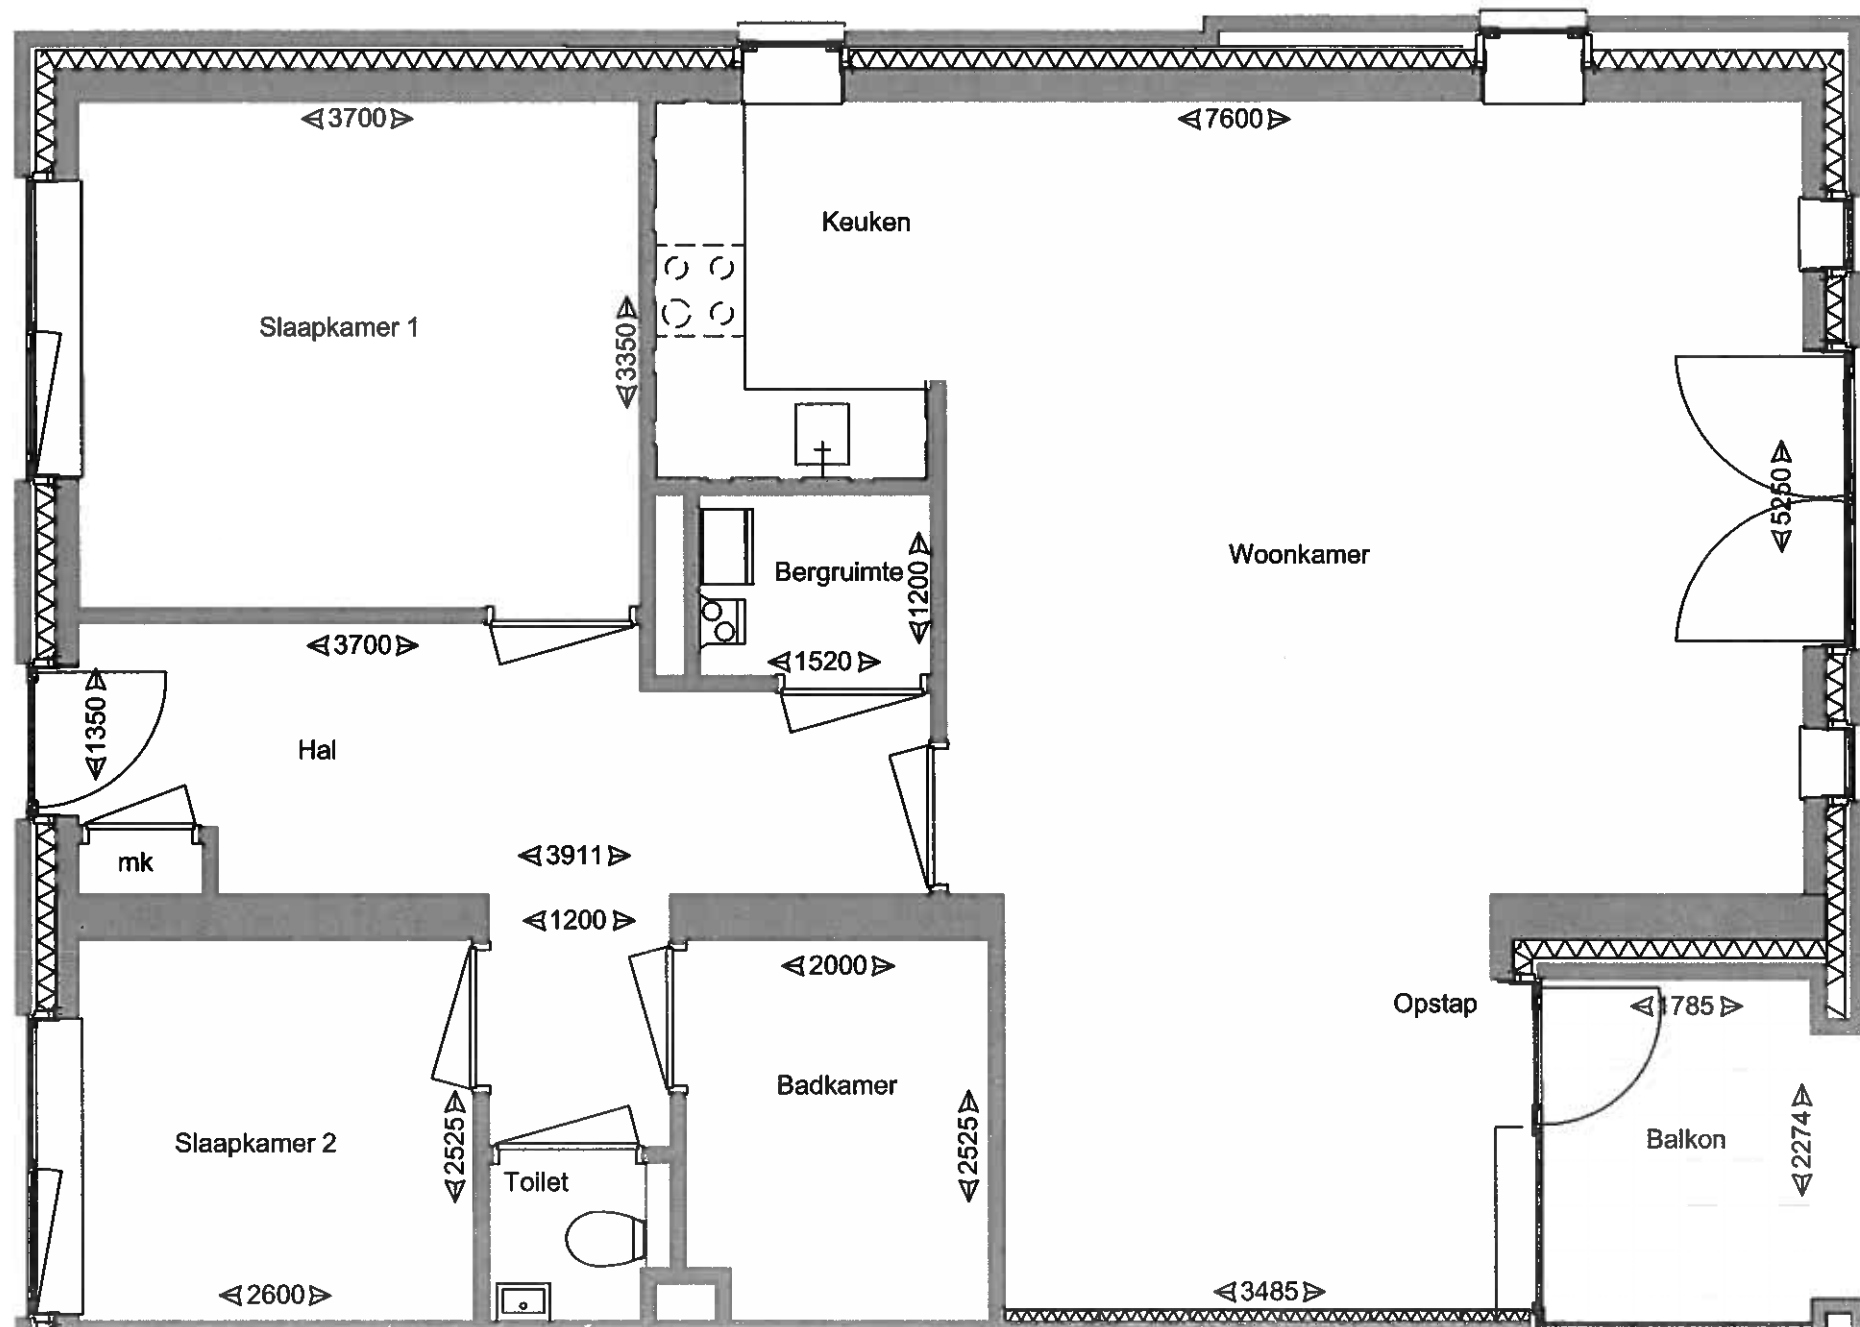 3700
7600
Keuken
Slaapkamer 1
3350
5250
Woonkamer
Bergruimte
1200
3700
1520
1350
Hal
mk
3911
1200
2000
Opstap
1785
Badkamer
Slaapkamer 2
2525
2525
Balkon
2274
Toilet
2600
3485